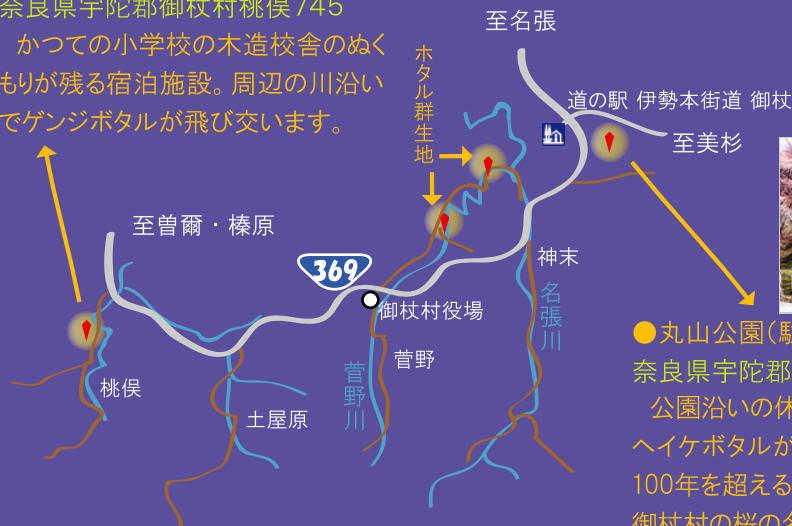 奈良県宇陀郡御杖村桃俣745
かつての小学校の木造校舎のぬく
もりが残る宿泊施設。周辺の川沿い
でゲンジボタルが飛び交います。
至名張
ホタル群生地
道の駅 伊勢本街道 御杖
至美杉
至曽爾・榛原
369
神末
名張川
御杖村役場
菅野
菅野川
桃俣
土屋原
●丸山公園(駐
奈良県宇陀郡
公園沿いの休
ヘイケボタルが
100年を超える
御杖村の桜の名